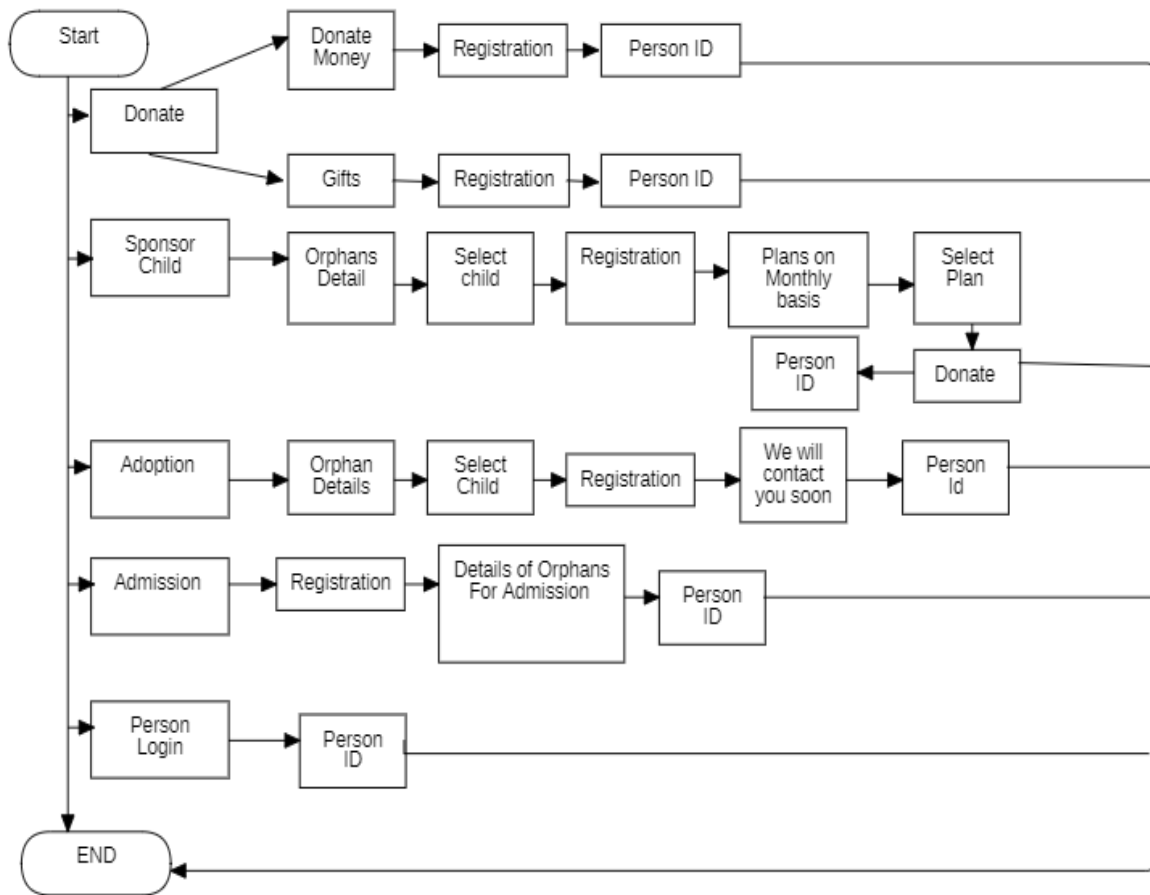 Start
Donate
Donate
Money
Registration
Person ID
Gifts
Registration
Person ID
Sponsor
Child
Orphans
Detail
Select
child
Registration
Plans on
Monthly
basis
Select
Plan
Donate
Person
ID
Adoption
Orphan
Details
Select
Child
Registration
We will
contact
you soon
Person
Id
Admission
Registration
Details of Orphans
For Admission
Person
ID
Person
Login
Person
ID
END